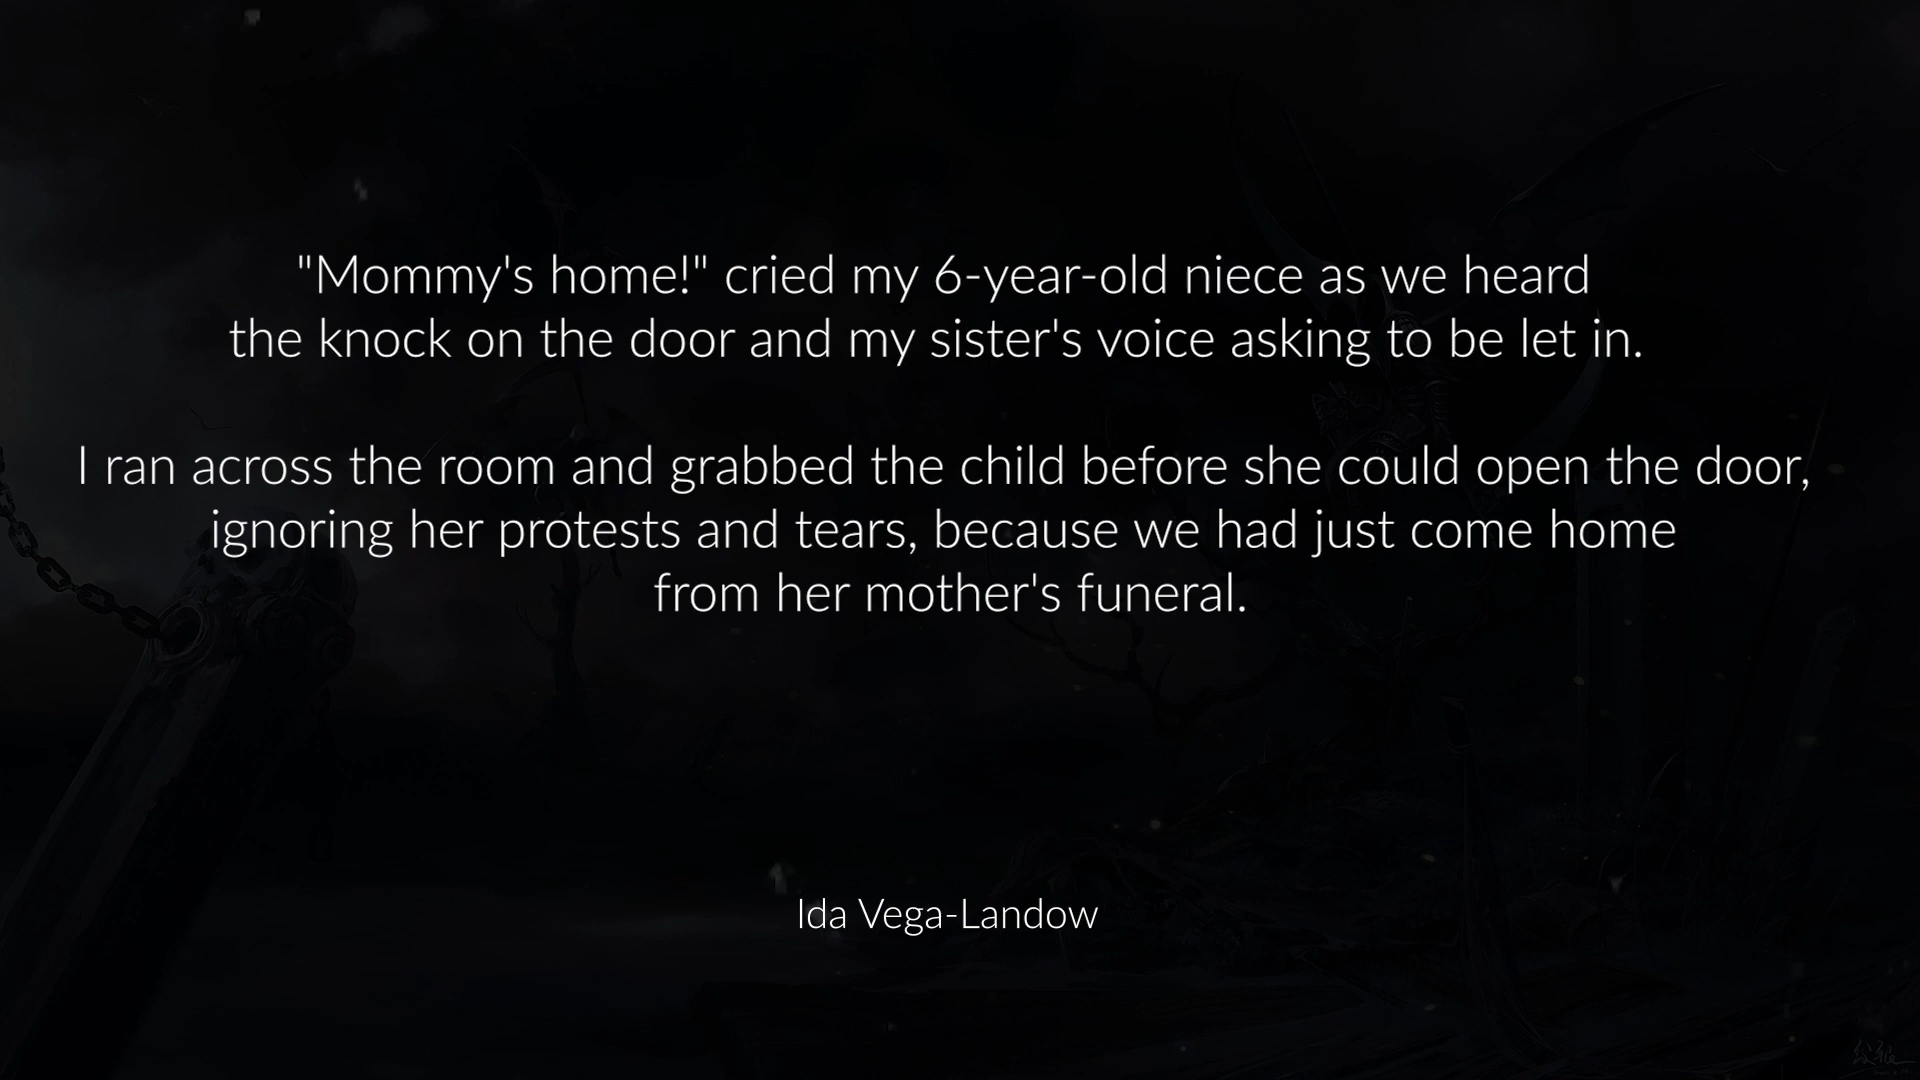 "Mommy's home!" cried my 6-year-old niece as we heard
the knock on the door and my sister's voice asking to be let in.
I ran across the room and grabbed the child before she could open the door,
ignoring her protests and tears, because we had just come home
from her mother's funeral.
Ida Vega-Landow